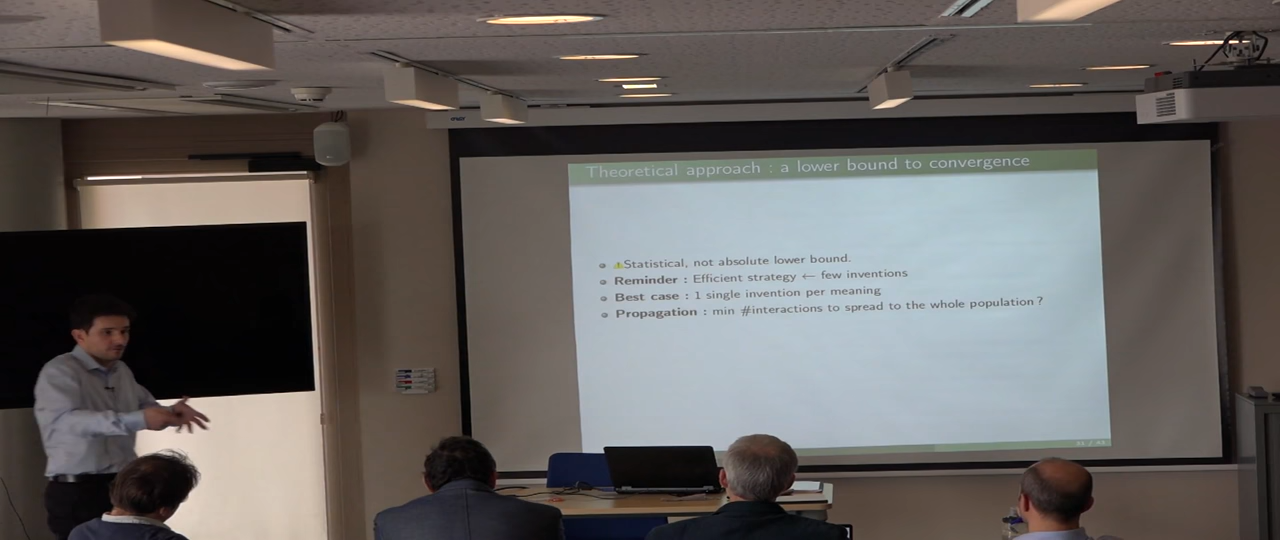 Theoretical approach : a lower bound to convergence
Statistical, not absolute lower bound.
Reminder : Efficient strategy ← few inventions
Best case : 1 single invention per meaning
Propagation : min #interactions to spread to the whole population ?